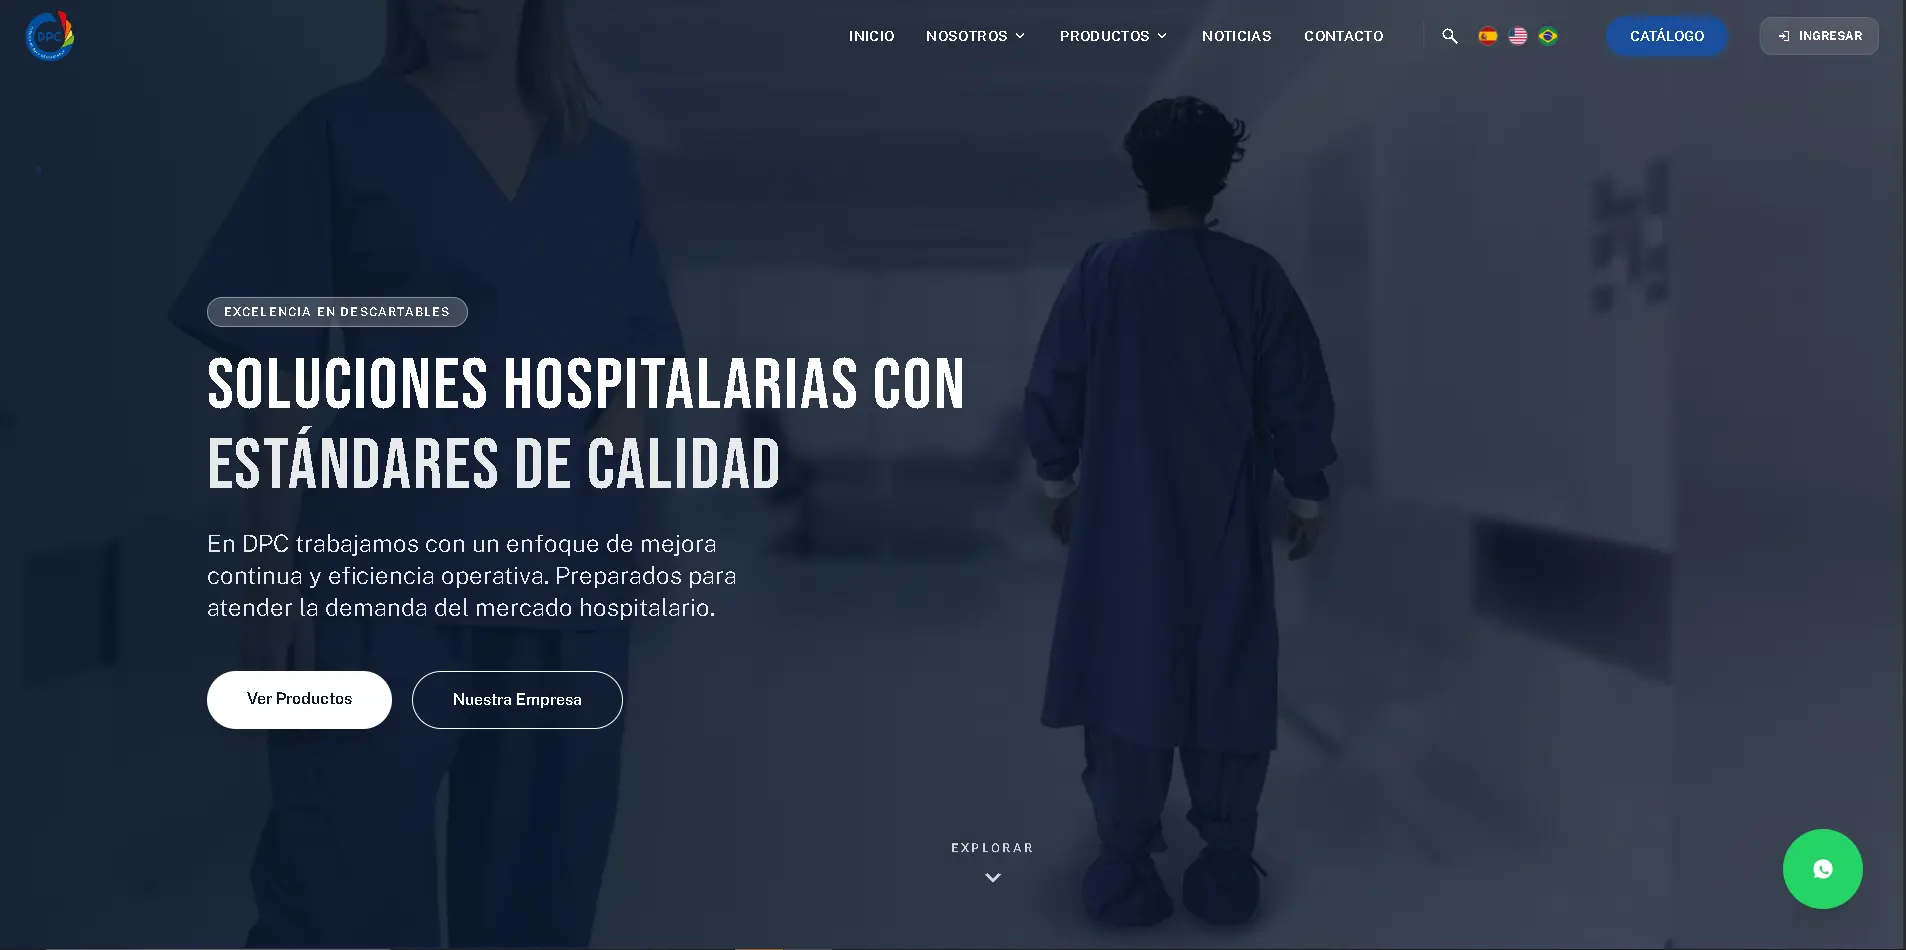 DPC
INICIO
NOSOTROS
PRODUCTOS
NOTICIAS
CONTACTO
CATÁLOGO
INGRESAR
EXCELENCIA EN DESCARTABLES
SOLUCIONES HOSPITALARIAS CON
ESTÁNDARES DE CALIDAD
En DPC trabajamos con un enfoque de mejora
continua y eficiencia operativa. Preparados para
atender la demanda del mercado hospitalario.
Ver Productos
Nuestra Empresa
EXPLORAR